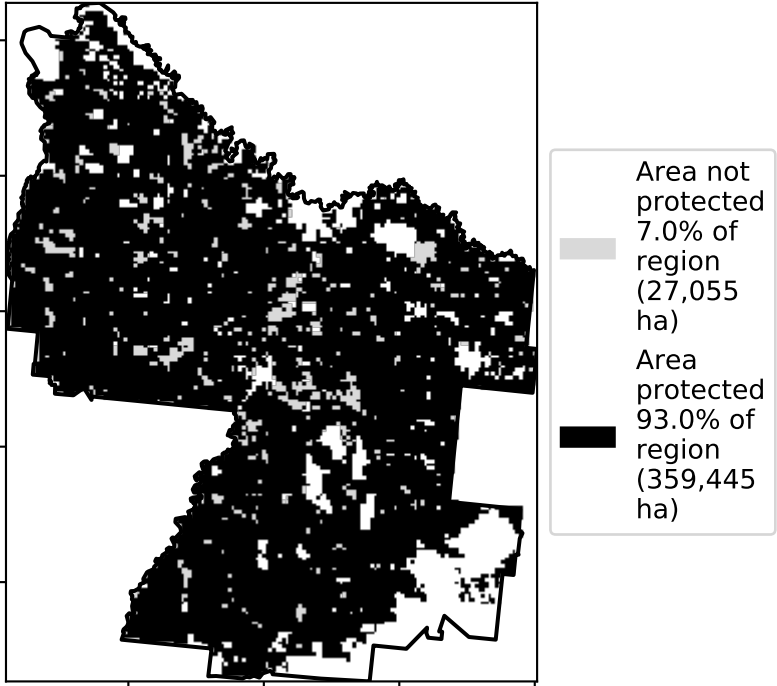 Area not
protected
7.0% of
region
(27,055
ha)
Area
protected
93.0% of
region
(359,445
ha)